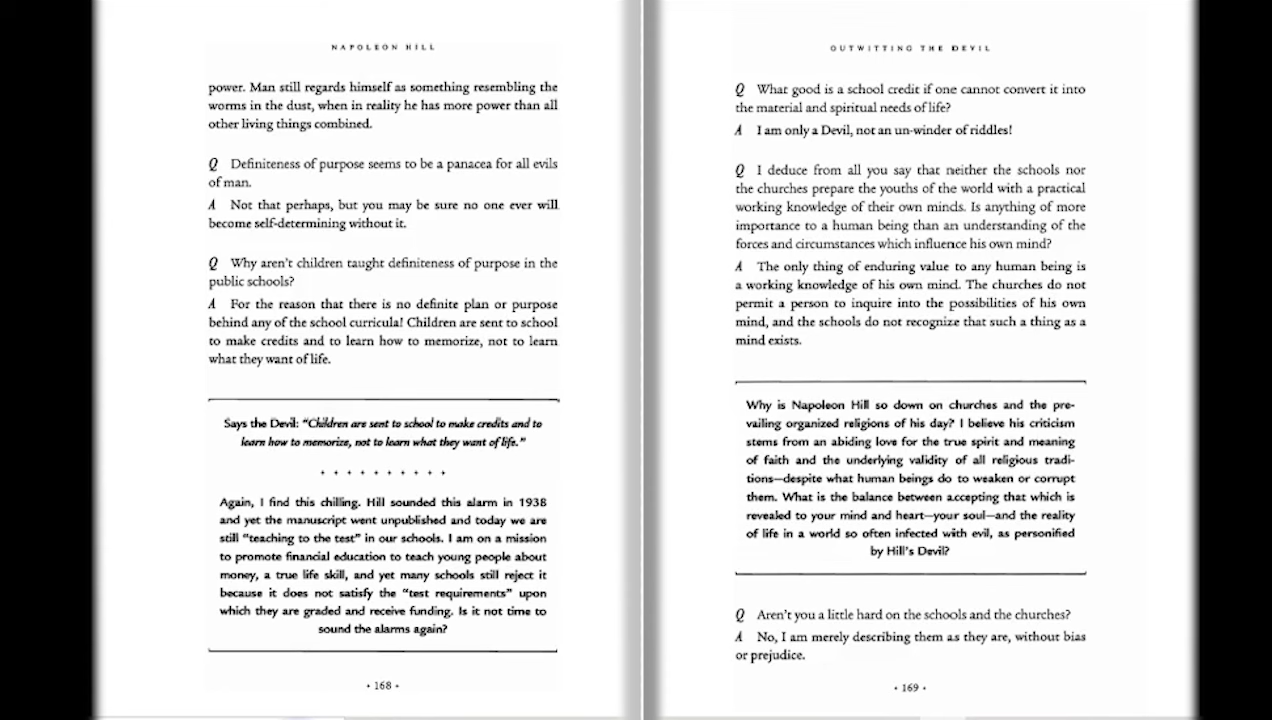 NAPOLEON HILL
power. Man still regards himself as something resembling the
worms in the dust, when in reality he has more power than all
other living things combined.
Q Definiteness of purpose seems to be a panacea for all evils
of man.
A Not that perhaps, but you may be sure no one ever will
become self-determining without it.
Q Why aren't children taught definiteness of purpose in the
public schools?
A For the reason that there is no definite plan or purpose
behind any of the school curricula! Children are sent to school
to make credits and to learn how to memorize, not to learn
what they want of life.
Says the Devil: "Children are sent to school to make credits and to
learn how to memorize, not to learn what they want of life."
Again, I find this chilling. Hill sounded this alarm in 1938
and yet the manuscript went unpublished and today we are
still "teaching to the test" in our schools. I am on a mission
to promote financial education to teach young people about
money, a true life skill, and yet many schools still reject it
because it does not satisfy the "test requirements" upon
which they are graded and receive funding. Is it not time to
sound the alarms again?
• 168 •
OUTWITTING THE DEVIL
Q What good is a school credit if one cannot convert it into
the material and spiritual needs of life?
A I am only a Devil, not an un-winder of riddles!
Q I deduce from all you say that neither the schools nor
the churches prepare the youths of the world with a practical
working knowledge of their own minds. Is anything of more
importance to a human being than an understanding of the
forces and circumstances which influence his own mind?
A The only thing of enduring value to any human being is
a working knowledge of his own mind. The churches do not
permit a person to inquire into the possibilities of his own
mind, and the schools do not recognize that such a thing as a
mind exists.
Why is Napoleon Hill so down on churches and the pre-
vailing organized religions of his day? I believe his criticism
stems from an abiding love for the true spirit and meaning
of faith and the underlying validity of all religious tradi-
tions—despite what human beings do to weaken or corrupt
them. What is the balance between accepting that which is
revealed to your mind and heart—your soul—and the reality
of life in a world so often infected with evil, as personified
by Hill's Devil?
Q Aren't you a little hard on the schools and the churches?
A No, I am merely describing them as they are, without bias
or prejudice.
• 169 •